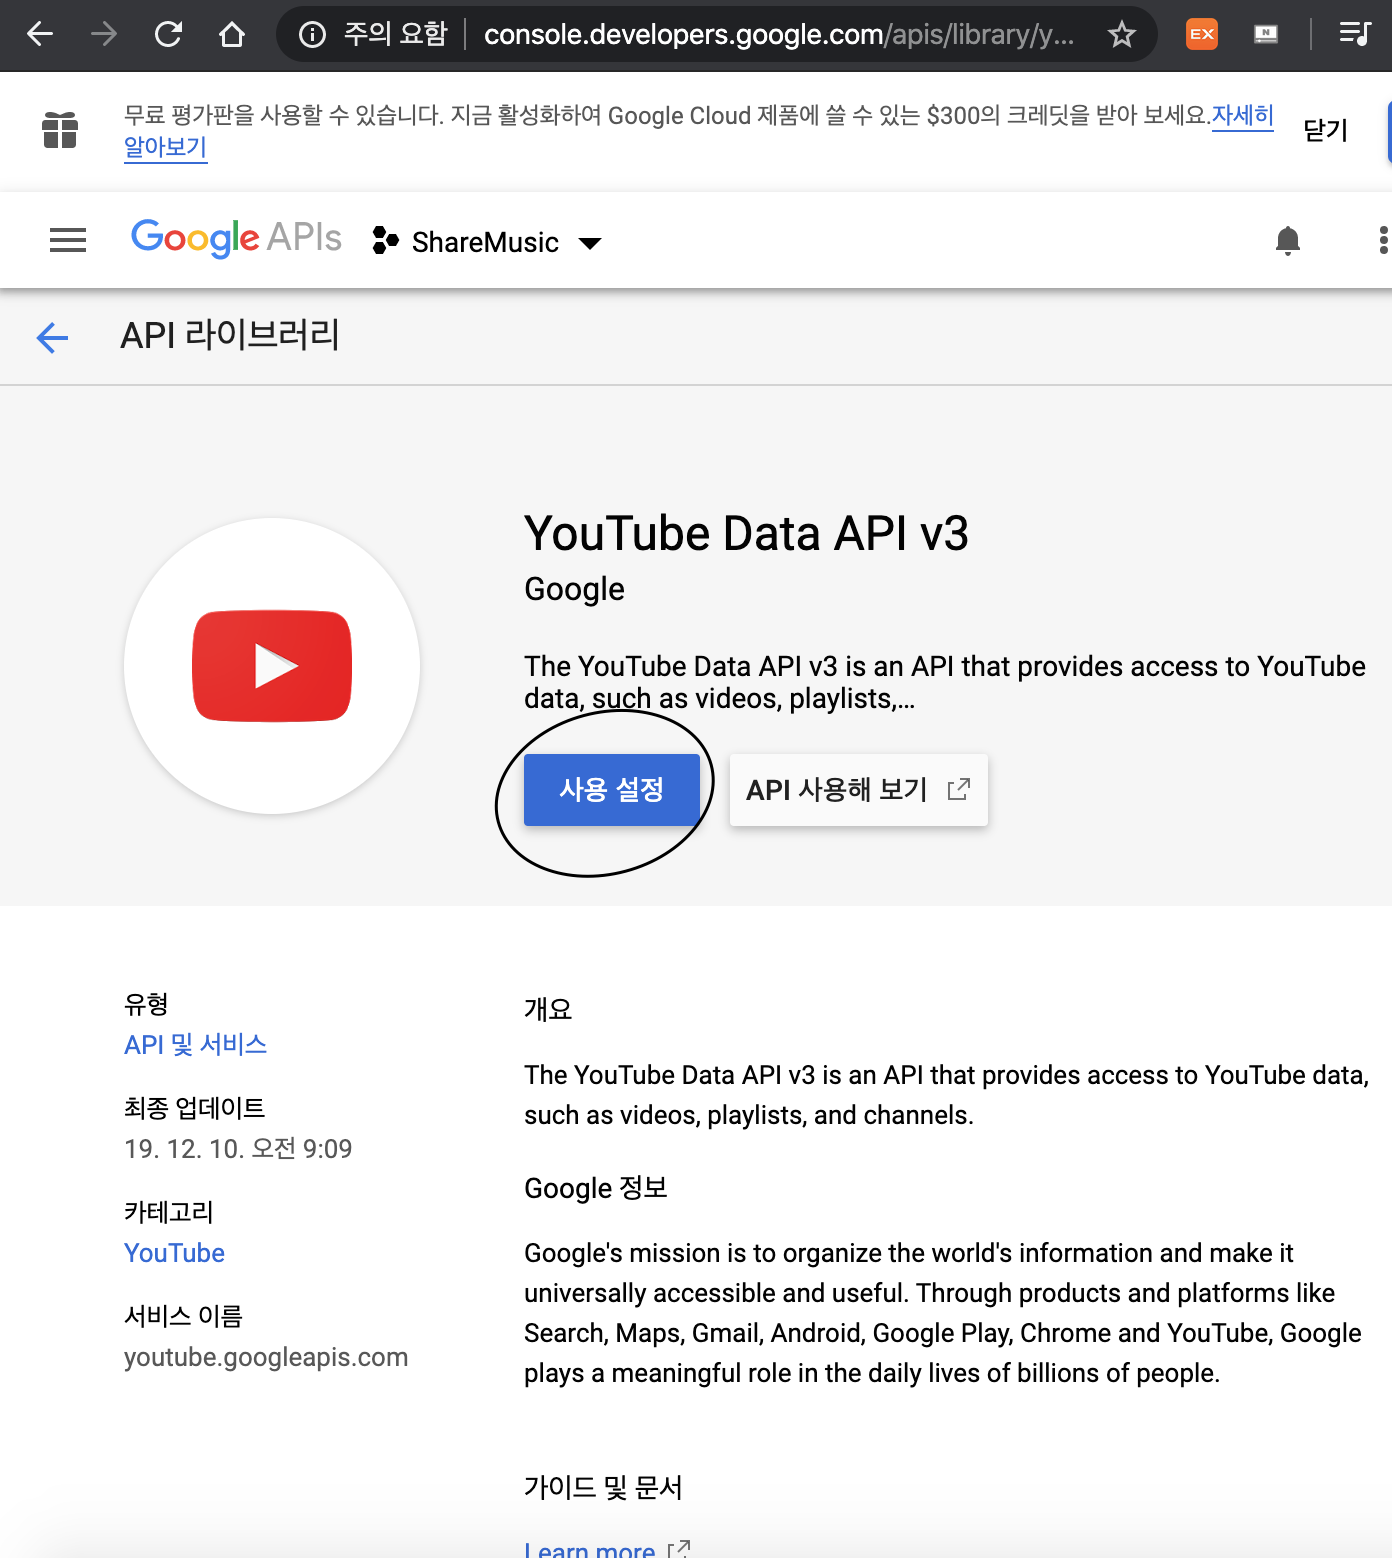 주의 요함 console.developers.google.com/apis/library/y...
EX
N
무료 평가판을 사용할 수 있습니다. 지금 활성화하여 Google Cloud 제품에 쓸 수 있는 $300의 크레딧을 받아 보세요.자세히
알아보기
닫기
Google APIs ShareMusic
API 라이브러리
YouTube Data API v3
Google
The YouTube Data API v3 is an API that provides access to YouTube
data, such as videos, playlists,...
사용 설정
API 사용해 보기
유형
API 및 서비스
최종 업데이트
19. 12. 10. 오전 9:09
카테고리
YouTube
서비스 이름
youtube.googleapis.com
개요
The YouTube Data API v3 is an API that provides access to YouTube data,
such as videos, playlists, and channels.
Google 정보
Google's mission is to organize the world's information and make it
universally accessible and useful. Through products and platforms like
Search, Maps, Gmail, Android, Google Play, Chrome and YouTube, Google
plays a meaningful role in the daily lives of billions of people.
가이드 및 문서
Learn more